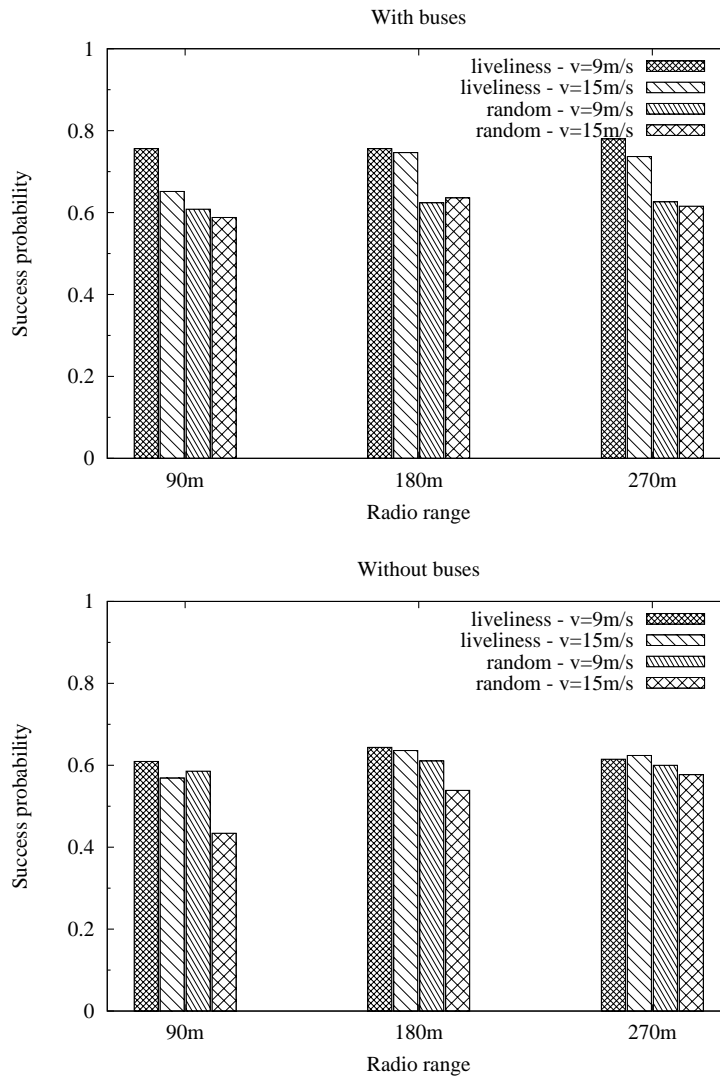 With buses
1
0.8
0.6
0.4
0.2
0
Success probability
liveliness - v=9m/s
liveliness - v=15m/s
random - v=9m/s
random - v=15m/s
90m 180m 270m
Radio range
Without buses
1
0.8
0.6
0.4
0.2
0
Success probability
liveliness - v=9m/s
liveliness - v=15m/s
random - v=9m/s
random - v=15m/s
90m 180m 270m
Radio range